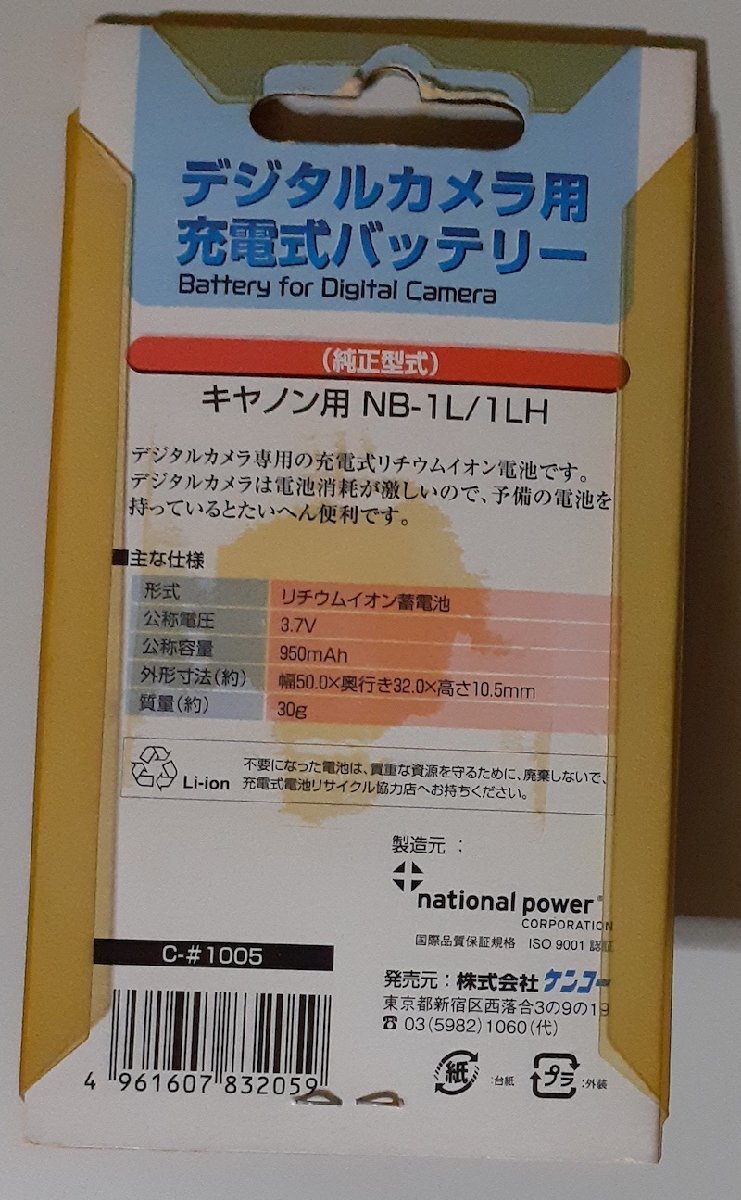 デジタルカメラ用
充電式バッテリー
Battery for Digital Camera
(純正型式)
キヤノン用 NB-1L/1LH
デジタルカメラ専用の充電式リチウムイオン電池です。
デジタルカメラは電池消耗が激しいので、予備の電池を
持っているとたいへん便利です。
■主な仕様
形式 リチウムイオン蓄電池
公称電圧 3.7V
公称容量 950mAh
外形寸法(約) 幅50.0×奥行き32.0×高さ10.5mm
質量(約) 30g
Li-ion
不要になった電池は、貴重な資源を守るために、廃棄しないで、
充電式電池リサイクル協力店へお持ちください。
製造元 :
national power®
CORPORATION
国際品質保証規格 ISO 9001 認証
C-#1005
発売元 : 株式会社 ケンコー
東京都新宿区西落合3の9の19
☎ 03(5982)1060(代)
4 961607 832059
紙 :台紙 プラ :外装